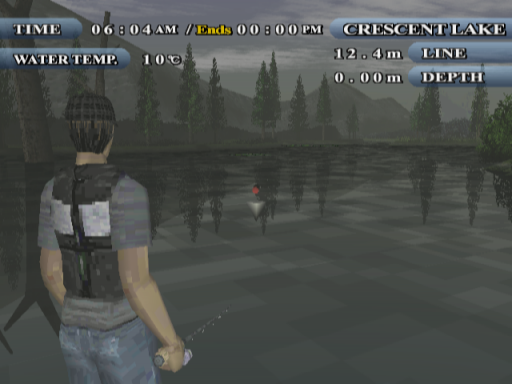 TIME 06:04AM /Ends 00:00PM CRESCENT LAKE
WATER TEMP. 10℃ 12.4m LINE
0.00m DEPTH